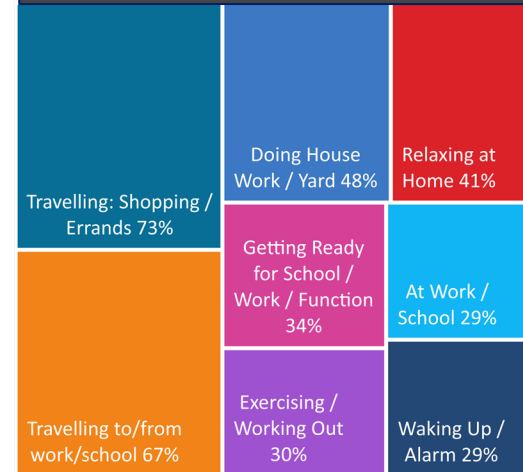 Travelling: Shopping /
Errands 73%
Doing House
Work / Yard 48%
Relaxing at
Home 41%
Getting Ready
for School /
Work / Function
34%
At Work /
School 29%
Travelling to/from
work/school 67%
Exercising /
Working Out
30%
Waking Up /
Alarm 29%